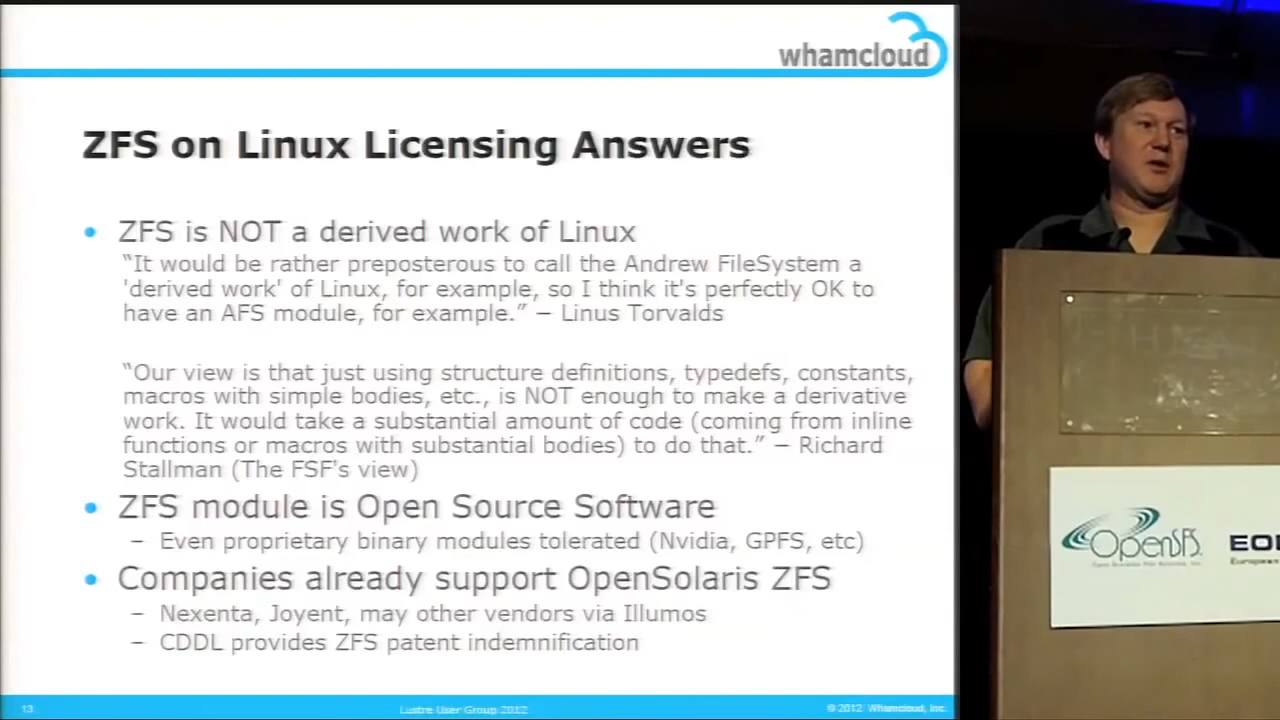 whamcloud
ZFS on Linux Licensing Answers
• ZFS is NOT a derived work of Linux
“It would be rather preposterous to call the Andrew FileSystem a
'derived work' of Linux, for example, so I think it's perfectly OK to
have an AFS module, for example.” – Linus Torvalds
“Our view is that just using structure definitions, typedefs, constants,
macros with simple bodies, etc., is NOT enough to make a derivative
work. It would take a substantial amount of code (coming from inline
functions or macros with substantial bodies) to do that.” – Richard
Stallman (The FSF's view)
• ZFS module is Open Source Software
– Even proprietary binary modules tolerated (Nvidia, GPFS, etc)
• Companies already support OpenSolaris ZFS
– Nexenta, Joyent, may other vendors via Illumos
– CDDL provides ZFS patent indemnification
13
Lustre User Group 2012
© 2012 Whamcloud, Inc.
OpenSFS
EO
European